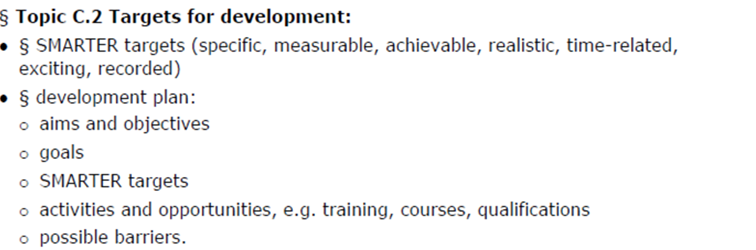 § Topic C.2 Targets for development:
• § SMARTER targets (specific, measurable, achievable, realistic, time-related,
exciting, recorded)
• § development plan:
o aims and objectives
o goals
o SMARTER targets
o activities and opportunities, e.g. training, courses, qualifications
o possible barriers.